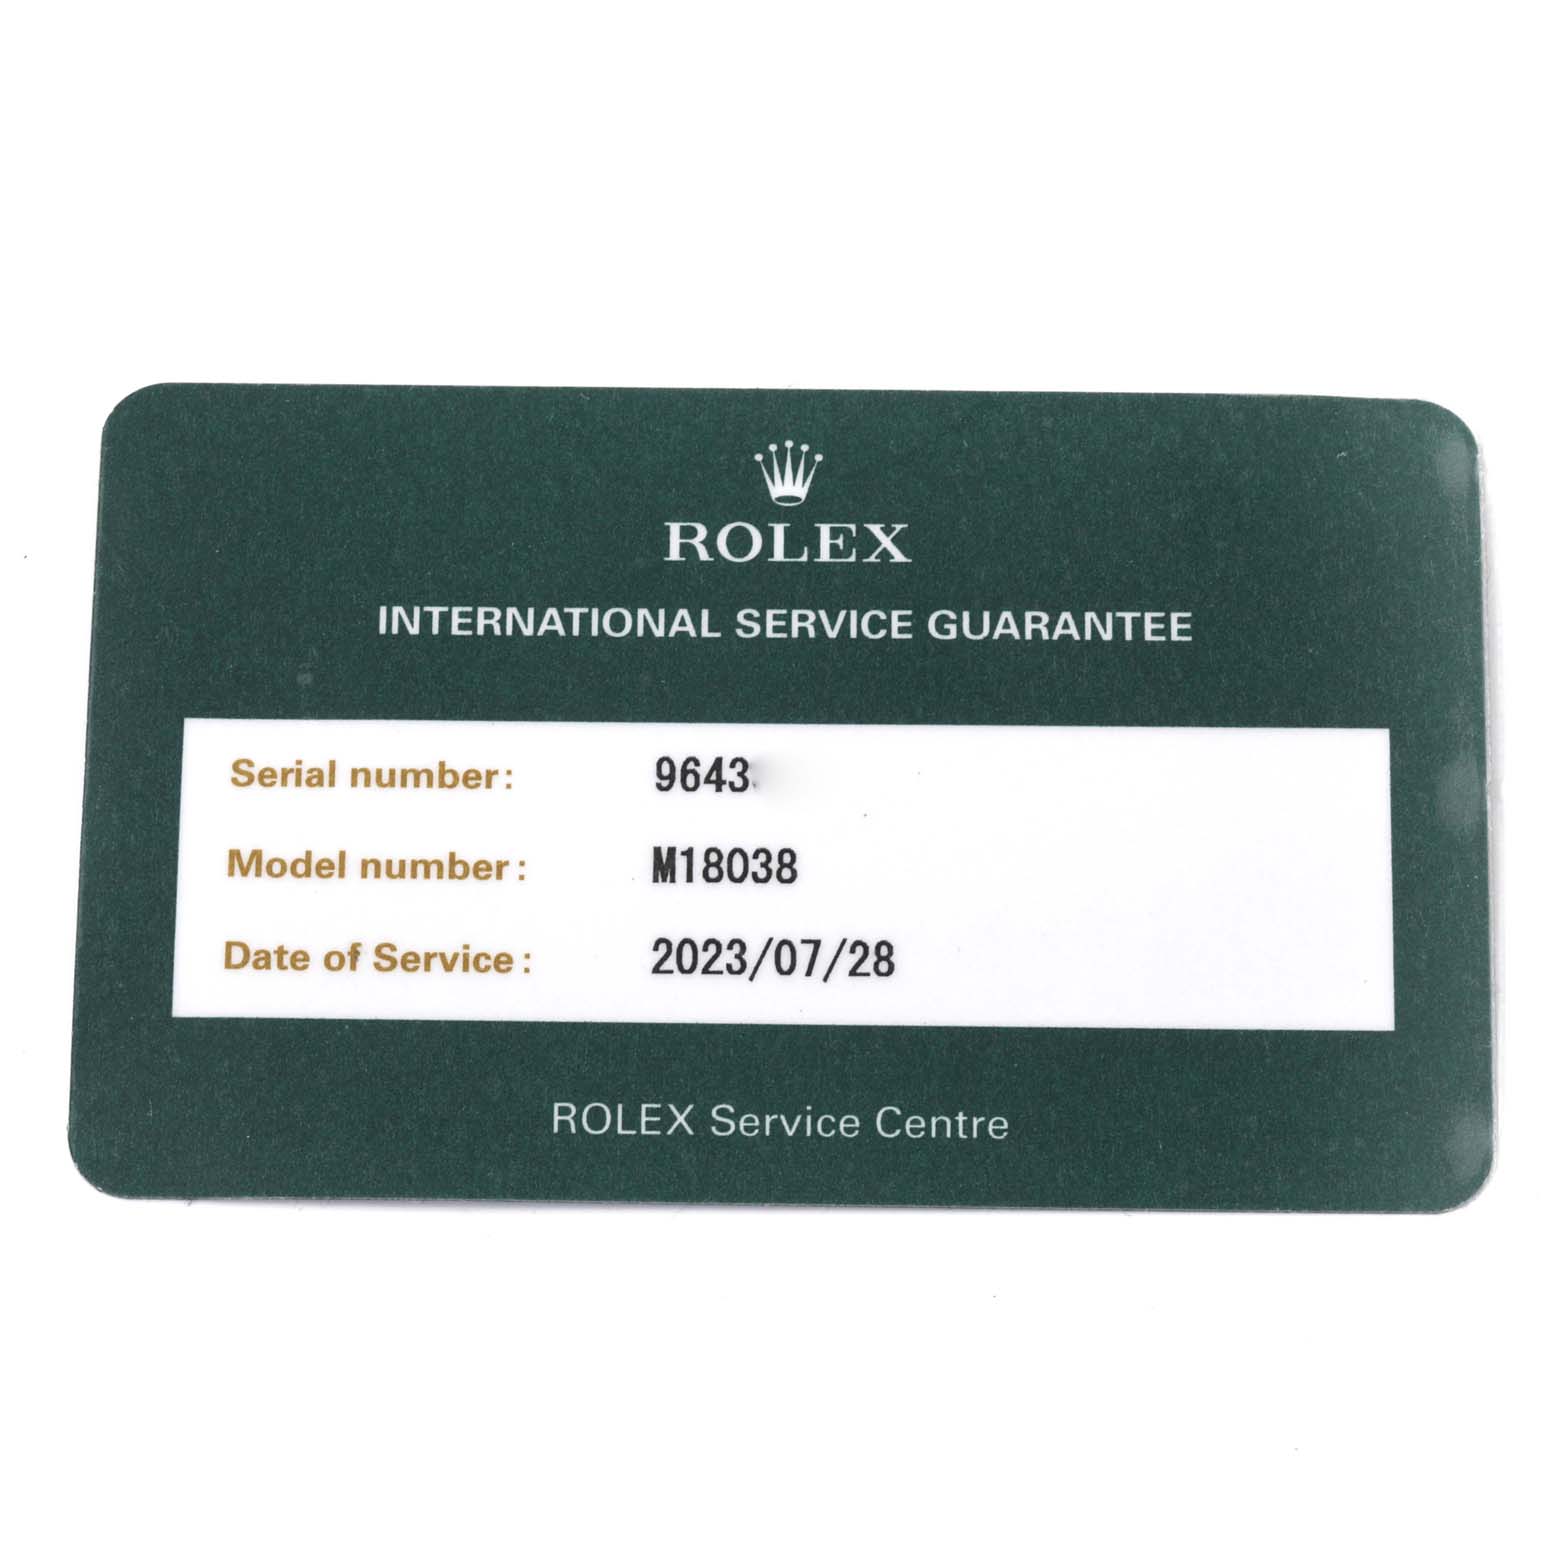 ROLEX
INTERNATIONAL SERVICE GUARANTEE
Serial number: 9643
Model number: M18038
Date of Service: 2023/07/28
ROLEX Service Centre